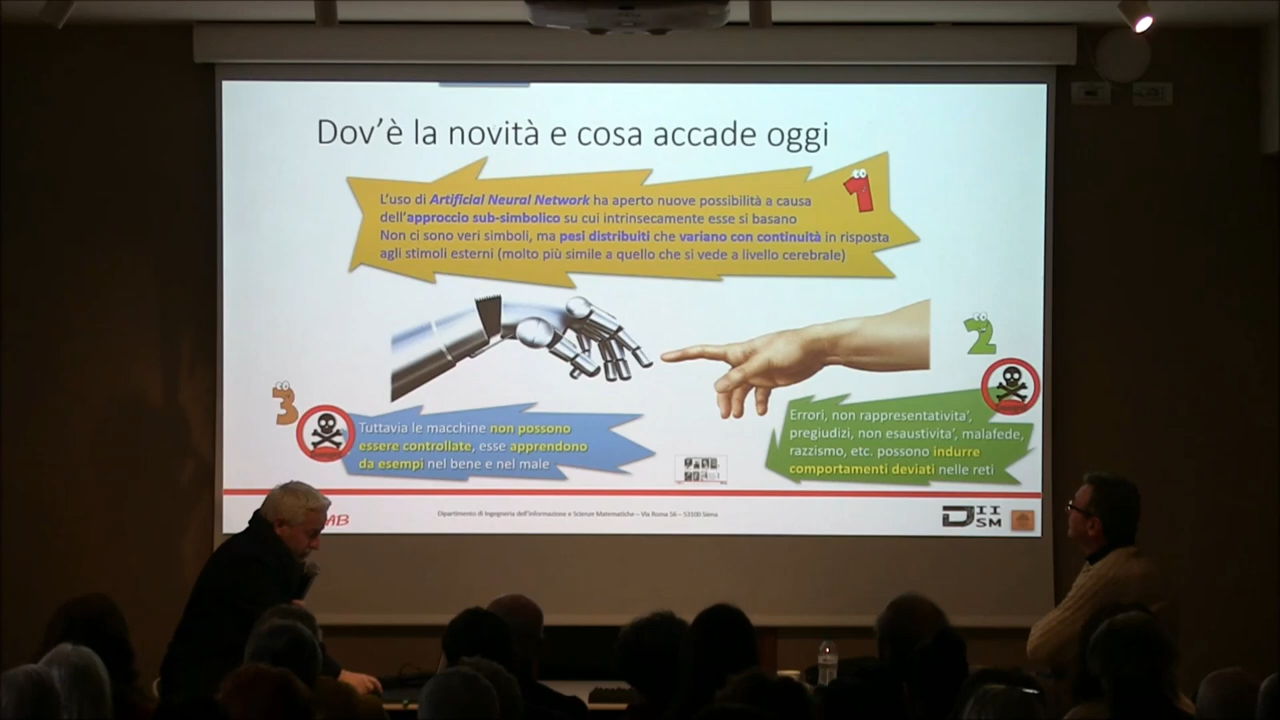 Dov'è la novità e cosa accade oggi
1
L'uso di Artificial Neural Network ha aperto nuove possibilità a causa
dell'approccio sub-simbolico su cui intrinsecamente esse si basano
Non ci sono veri simboli, ma pesi distribuiti che variano con continuità in risposta
agli stimoli esterni (molto più simile a quello che si vede a livello cerebrale)
2
3
Tuttavia le macchine non possono
essere controllate, esse apprendono
da esempi nel bene e nel male
Errori, non rappresentativita',
pregiudizi, non esaustivita', malafede,
razzismo, etc. possono indurre
comportamenti deviati nelle reti
AB
Dipartimento di Ingegneria dell'Informazione e Scienze Matematiche – Via Roma 56 – 53100 Siena
DII
SM